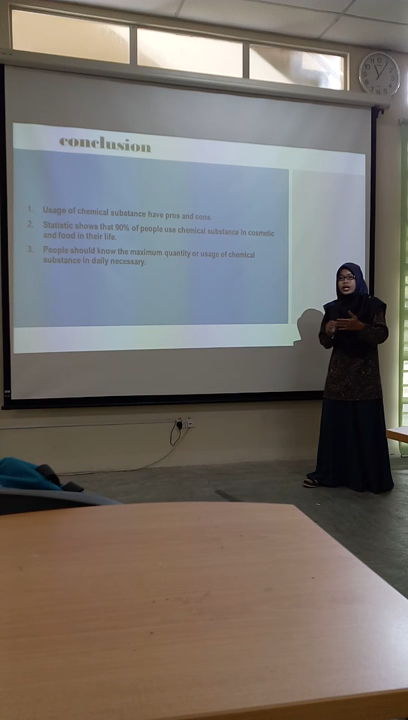 conclusion
1. Usage of chemical substance have pros and cons.
2. Statistic shows that 90% of people use chemical substance in cosmetic
and food in their life.
3. People should know the maximum quantity or usage of chemical
substance in daily necessary.